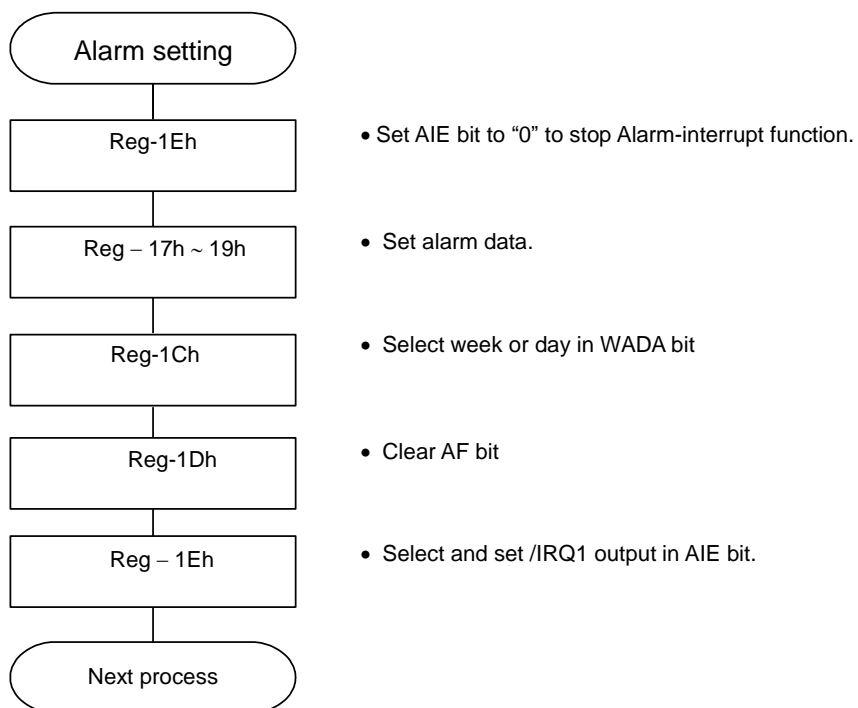 Alarm setting
Reg-1Eh
• Set AIE bit to “0” to stop Alarm-interrupt function.
Reg – 17h ~ 19h
• Set alarm data.
Reg-1Ch
• Select week or day in WADA bit
Reg-1Dh
• Clear AF bit
Reg – 1Eh
• Select and set /IRQ1 output in AIE bit.
Next process